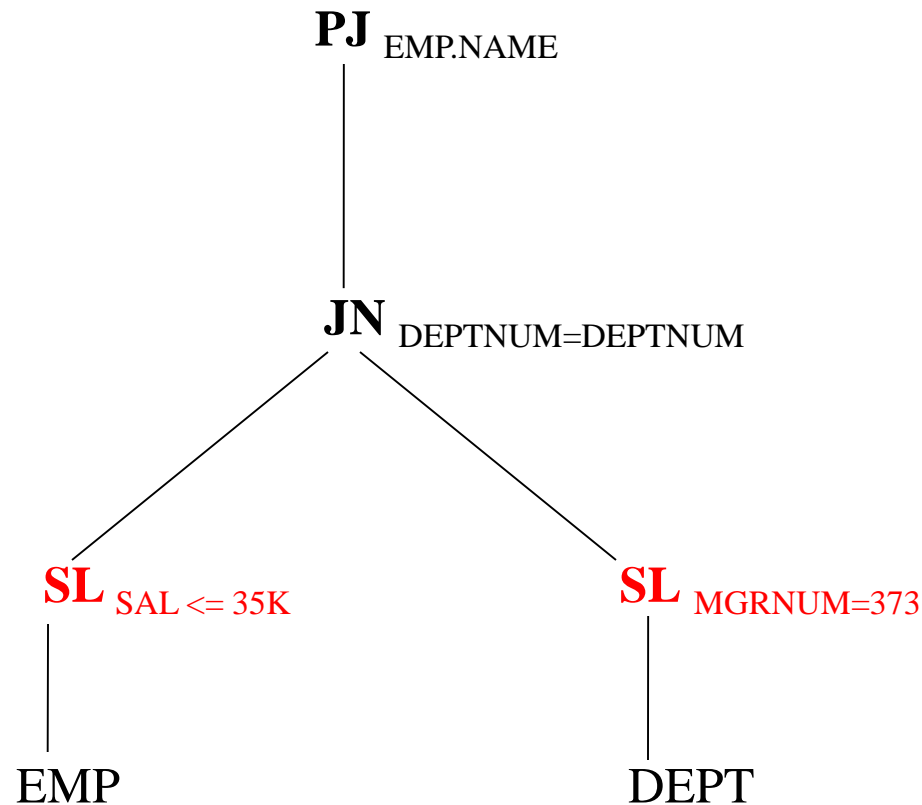 PJ EMP.NAME
JN DEPTNUM=DEPTNUM
SL SAL <= 35K
SL MGRNUM=373
EMP
DEPT